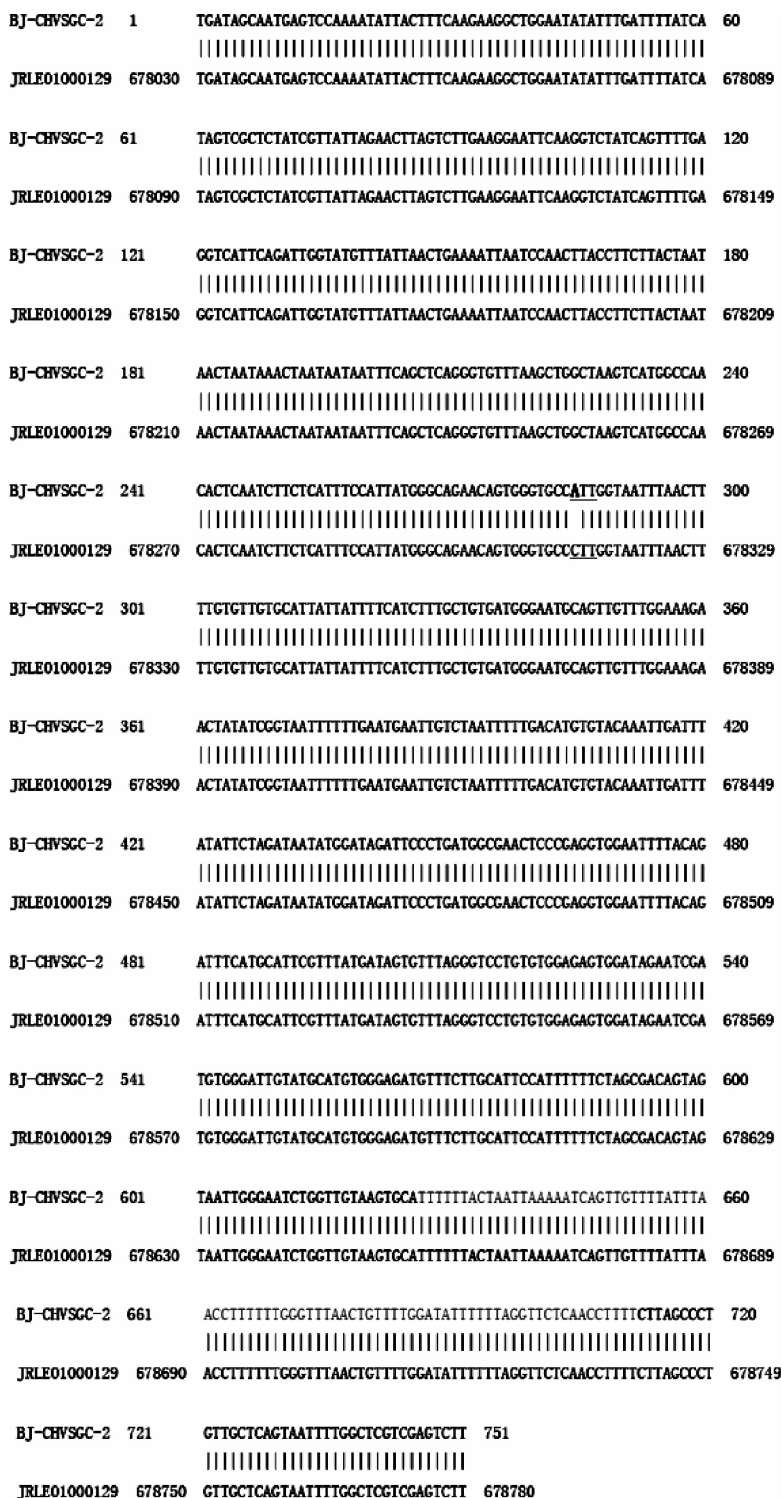 BJ-CHVSGC-2 1 TGATAGCAATGAGTCCAAAATATTACTTTCAAGAAGGCTGGAATATATTTGATTTTATCA 60
||||||||||||||||||||||||||||||||||||||||||||||||||||||||||||
JRLE01000129 678030 TGATAGCAATGAGTCCAAAATATTACTTTCAAGAAGGCTGGAATATATTTGATTTTATCA 678089
BJ-CHVSGC-2 61 TAGTCGCTCTATCGTTATTAGAACTTAGTCTTGAAGGAATTCAAGGTCTATCAGTTTTGA 120
||||||||||||||||||||||||||||||||||||||||||||||||||||||||||||
JRLE01000129 678090 TAGTCGCTCTATCGTTATTAGAACTTAGTCTTGAAGGAATTCAAGGTCTATCAGTTTTGA 678149
BJ-CHVSGC-2 121 GGTCATTCAGATTGGTATGTTTATTAACTGAAAATTAATCCAACTTACCTTCTTACTAAT 180
||||||||||||||||||||||||||||||||||||||||||||||||||||||||||||
JRLE01000129 678150 GGTCATTCAGATTGGTATGTTTATTAACTGAAAATTAATCCAACTTACCTTCTTACTAAT 678209
BJ-CHVSGC-2 181 AACTAATAAACTAATAATAATTTCAGCTCAGGGTGTTTAAGCTGGCTAAGTCATGGCCAA 240
||||||||||||||||||||||||||||||||||||||||||||||||||||||||||||
JRLE01000129 678210 AACTAATAAACTAATAATAATTTCAGCTCAGGGTGTTTAAGCTGGCTAAGTCATGGCCAA 678269
BJ-CHVSGC-2 241 CACTCAATCTTCTCATTTCCATTATGGGCAGAACAGTGGGTGCCATTGGTAATTTAACTT 300
|||||||||||||||||||||||||||||||||||||||||||| |||||||||||||||
JRLE01000129 678270 CACTCAATCTTCTCATTTCCATTATGGGCAGAACAGTGGGTGCCCTTGGTAATTTAACTT 678329
BJ-CHVSGC-2 301 TTGTGTTGTGCATTATTATTTTCATCTTTGCTGTGATGGGAATGCAGTTGTTTGGAAAGA 360
||||||||||||||||||||||||||||||||||||||||||||||||||||||||||||
JRLE01000129 678330 TTGTGTTGTGCATTATTATTTTCATCTTTGCTGTGATGGGAATGCAGTTGTTTGGAAAGA 678389
BJ-CHVSGC-2 361 ACTATATCGGTAATTTTTTGAATGAATTGTCTAATTTTTGACATGTGTACAAATTGATTT 420
||||||||||||||||||||||||||||||||||||||||||||||||||||||||||||
JRLE01000129 678390 ACTATATCGGTAATTTTTTGAATGAATTGTCTAATTTTTGACATGTGTACAAATTGATTT 678449
BJ-CHVSGC-2 421 ATATTCTAGATAATATGGATAGATTCCCTGATGGCGAACTCCCGAGGTGGAATTTTACAG 480
||||||||||||||||||||||||||||||||||||||||||||||||||||||||||||
JRLE01000129 678450 ATATTCTAGATAATATGGATAGATTCCCTGATGGCGAACTCCCGAGGTGGAATTTTACAG 678509
BJ-CHVSGC-2 481 ATTTCATGCATTCGTTTATGATAGTGTTTAGGGTCCTGTGTGGAGAGTGGATAGAATCGA 540
||||||||||||||||||||||||||||||||||||||||||||||||||||||||||||
JRLE01000129 678510 ATTTCATGCATTCGTTTATGATAGTGTTTAGGGTCCTGTGTGGAGAGTGGATAGAATCGA 678569
BJ-CHVSGC-2 541 TGTGGGATTGTATGCATGTGGGAGATGTTTCTTGCATTCCATTTTTTCTAGCGACAGTAG 600
||||||||||||||||||||||||||||||||||||||||||||||||||||||||||||
JRLE01000129 678570 TGTGGGATTGTATGCATGTGGGAGATGTTTCTTGCATTCCATTTTTTCTAGCGACAGTAG 678629
BJ-CHVSGC-2 601 TAATTGGGAATCTGGTTGTAAGTGCATTTTTTACTAATTAAAAATCAGTTGTTTTATTTA 660
||||||||||||||||||||||||||||||||||||||||||||||||||||||||||||
JRLE01000129 678630 TAATTGGGAATCTGGTTGTAAGTGCATTTTTTACTAATTAAAAATCAGTTGTTTTATTTA 678689
BJ-CHVSGC-2 661 ACCTTTTTTGGGTTTAACTGTTTTGGATATTTTTTAGGTTCTCAACCTTTTCTTAGCCCT 720
||||||||||||||||||||||||||||||||||||||||||||||||||||||||||||
JRLE01000129 678690 ACCTTTTTTGGGTTTAACTGTTTTGGATATTTTTTAGGTTCTCAACCTTTTCTTAGCCCT 678749
BJ-CHVSGC-2 721 GTTGCTCAGTAATTTTGGCTCGTCGAGTCTT 751
|||||||||||||||||||||||||||||||
JRLE01000129 678750 GTTGCTCAGTAATTTTGGCTCGTCGAGTCTT 678780